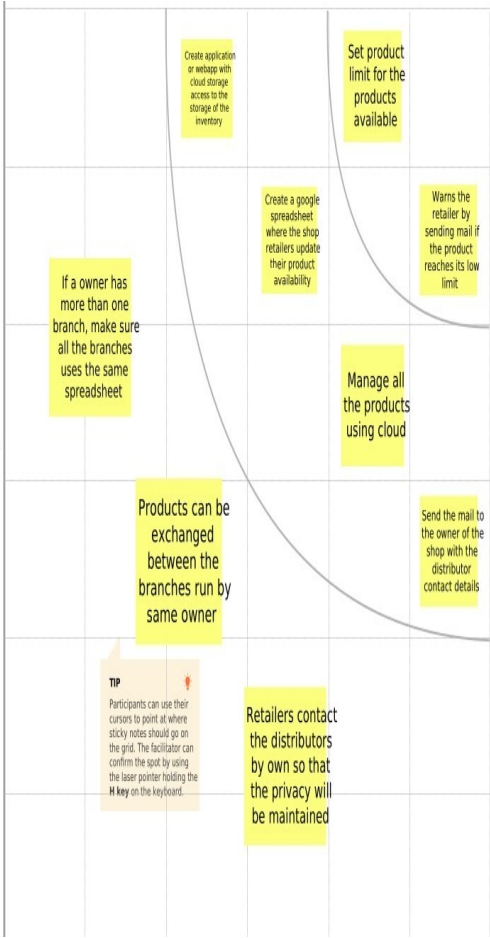 Create application
or webapp with
cloud storage
access to the
storage of the
inventory
Set product
limit for the
products
available
Create a google
spreadsheet
where the shop
retailers update
their product
availability
Warns the
retailer by
sending mail if
the product
reaches its low
limit
If a owner has
more than one
branch, make sure
all the branches
uses the same
spreadsheet
Manage all
the products
using cloud
Products can be
exchanged
between the
branches run by
same owner
Send the mail to
the owner of the
shop with the
distributor
contact details
TIP
Participants can use their
cursors to point at where
sticky notes should go on
the grid. The facilitator can
confirm the spot by using
the laser pointer holding the
H key on the keyboard.
Retailers contact
the distributors
by own so that
the privacy will
be maintained